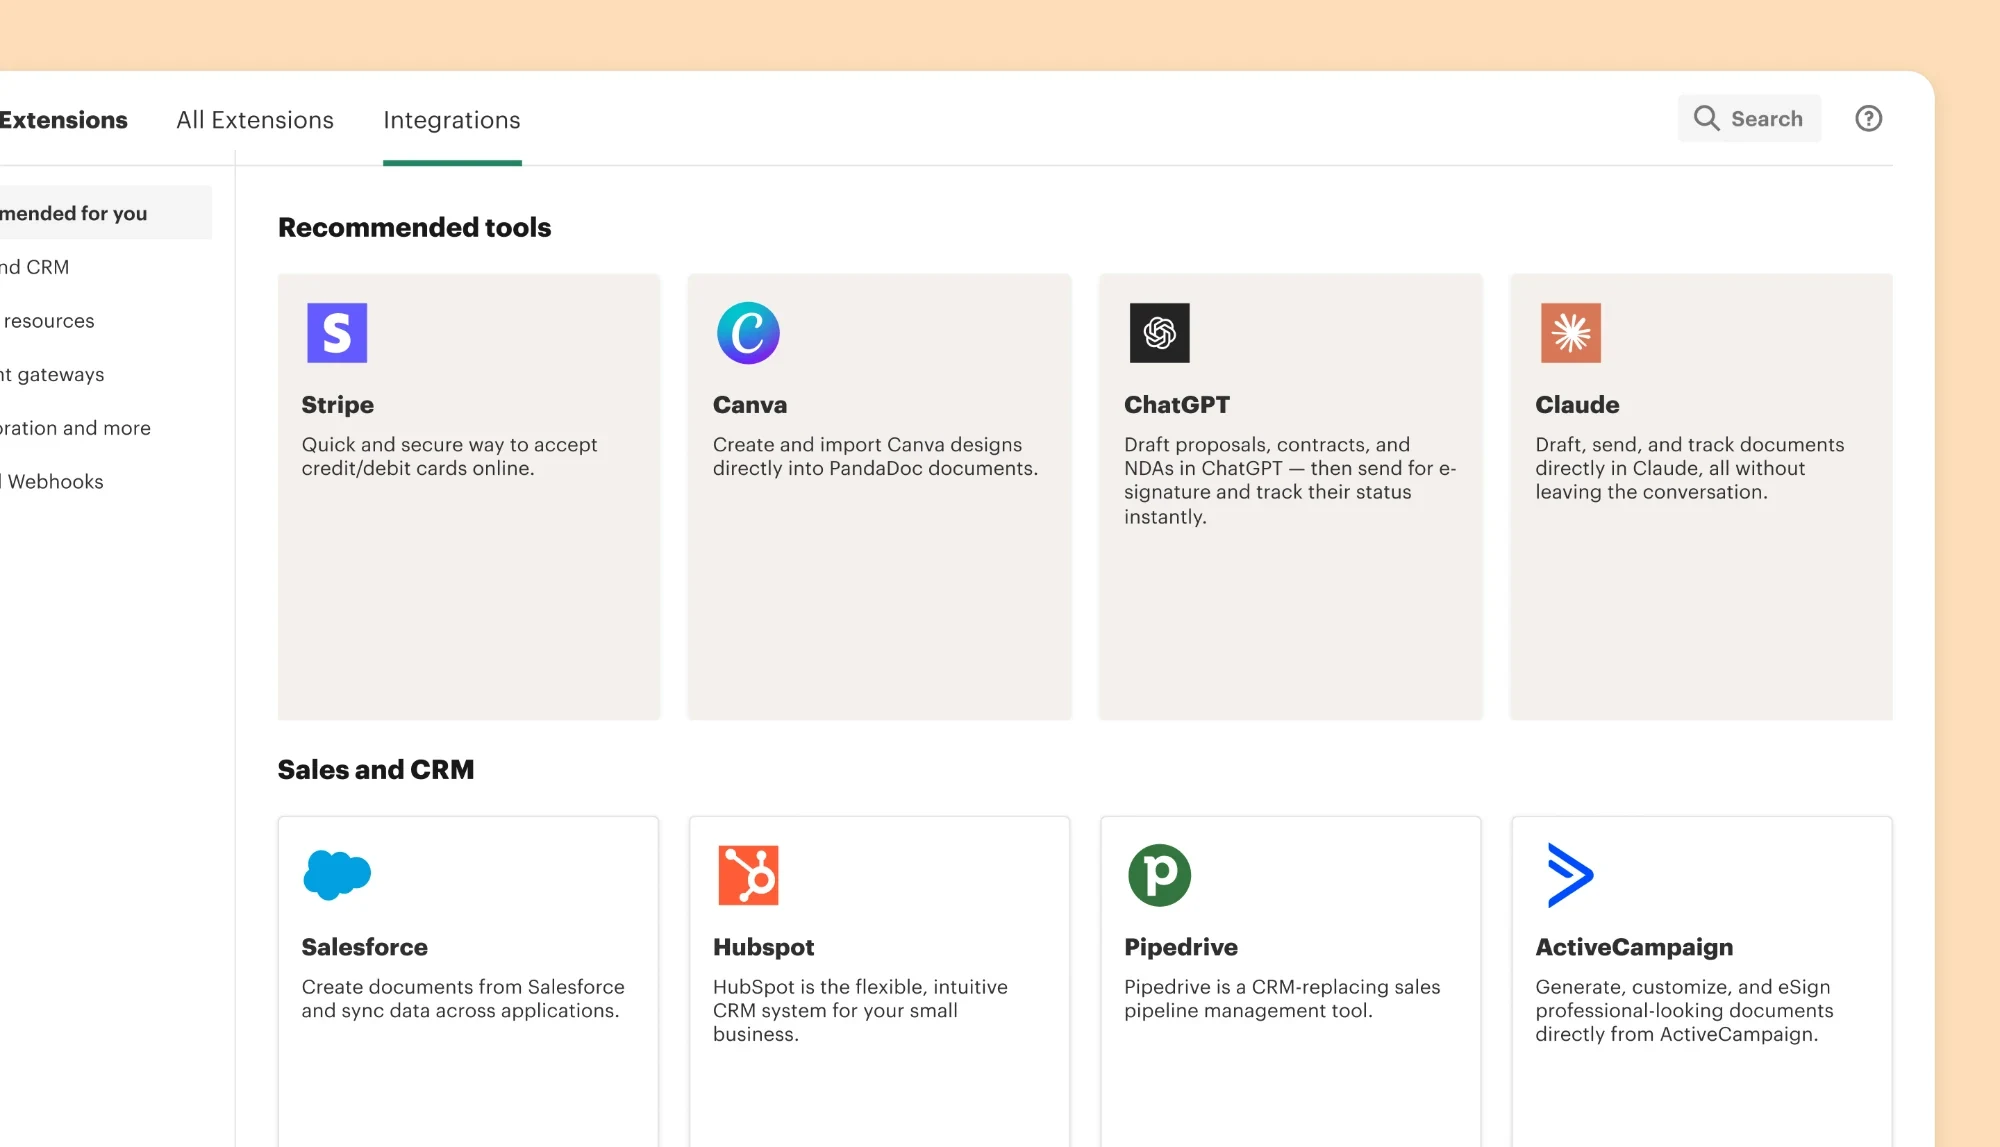 Extensions
All Extensions
Integrations
Search
mended for you
nd CRM
resources
nt gateways
oration and more
Webhooks
Recommended tools
Stripe
Quick and secure way to accept
credit/debit cards online.
Canva
Create and import Canva designs
directly into PandaDoc documents.
ChatGPT
Draft proposals, contracts, and
NDAs in ChatGPT — then send for e-
signature and track their status
instantly.
Claude
Draft, send, and track documents
directly in Claude, all without
leaving the conversation.
Sales and CRM
Salesforce
Create documents from Salesforce
and sync data across applications.
Hubspot
HubSpot is the flexible, intuitive
CRM system for your small
business.
Pipedrive
Pipedrive is a CRM-replacing sales
pipeline management tool.
ActiveCampaign
Generate, customize, and eSign
professional-looking documents
directly from ActiveCampaign.